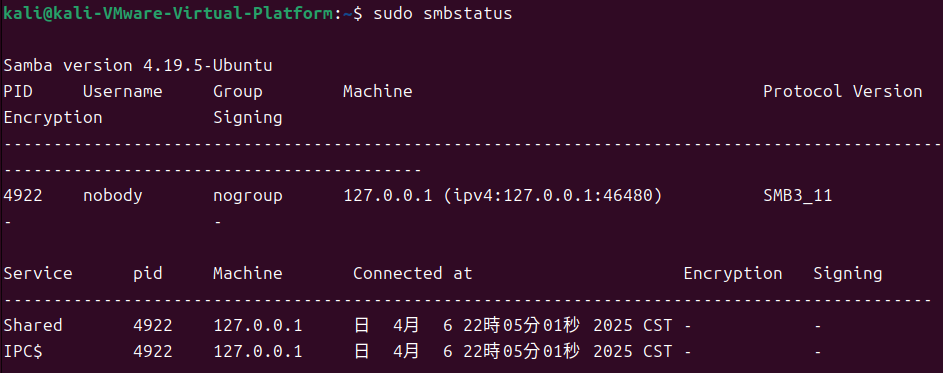 kali@kali-VMware-Virtual-Platform:~$ sudo smbstatus
Samba version 4.19.5-Ubuntu
PID     Username     Group        Machine                                   Protocol Version
Encryption           Signing
----------------------------------------------------------------------------------------------
------------------------------------------
4922    nobody       nogroup      127.0.0.1 (ipv4:127.0.0.1:46480)          SMB3_11
-                    -
Service      pid     Machine       Connected at                     Encryption   Signing
---------------------------------------------------------------------------------------------
Shared       4922    127.0.0.1     日  4月  6 22時05分01秒 2025 CST -            -
IPC$         4922    127.0.0.1     日  4月  6 22時05分01秒 2025 CST -            -